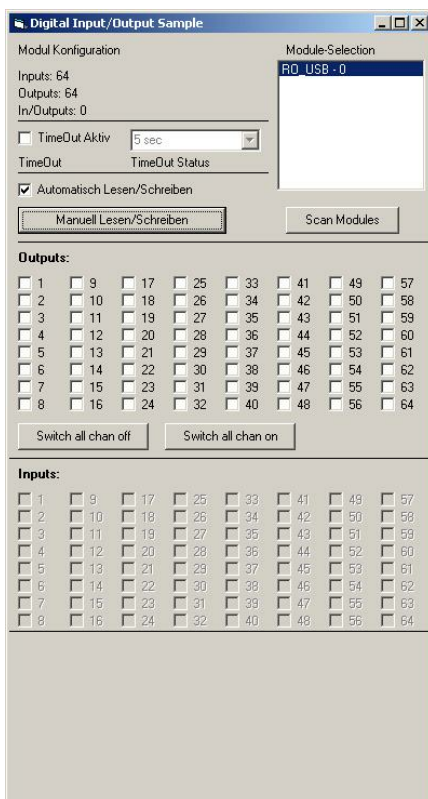 Digital Input/Output Sample
Modul Konfiguration
Module-Selection
Inputs: 64
Outputs: 64
In/Outputs: 0
RO_USB - 0
TimeOut Aktiv
5 sec
TimeOut
TimeOut Status
Automatisch Lesen/Schreiben
Manuell Lesen/Schreiben
Scan Modules
Outputs:
1 9 17 25 33 41 49 57
2 10 18 26 34 42 50 58
3 11 19 27 35 43 51 59
4 12 20 28 36 44 52 60
5 13 21 29 37 45 53 61
6 14 22 30 38 46 54 62
7 15 23 31 39 47 55 63
8 16 24 32 40 48 56 64
Switch all chan off
Switch all chan on
Inputs:
1 9 17 25 33 41 49 57
2 10 18 26 34 42 50 58
3 11 19 27 35 43 51 59
4 12 20 28 36 44 52 60
5 13 21 29 37 45 53 61
6 14 22 30 38 46 54 62
7 15 23 31 39 47 55 63
8 16 24 32 40 48 56 64